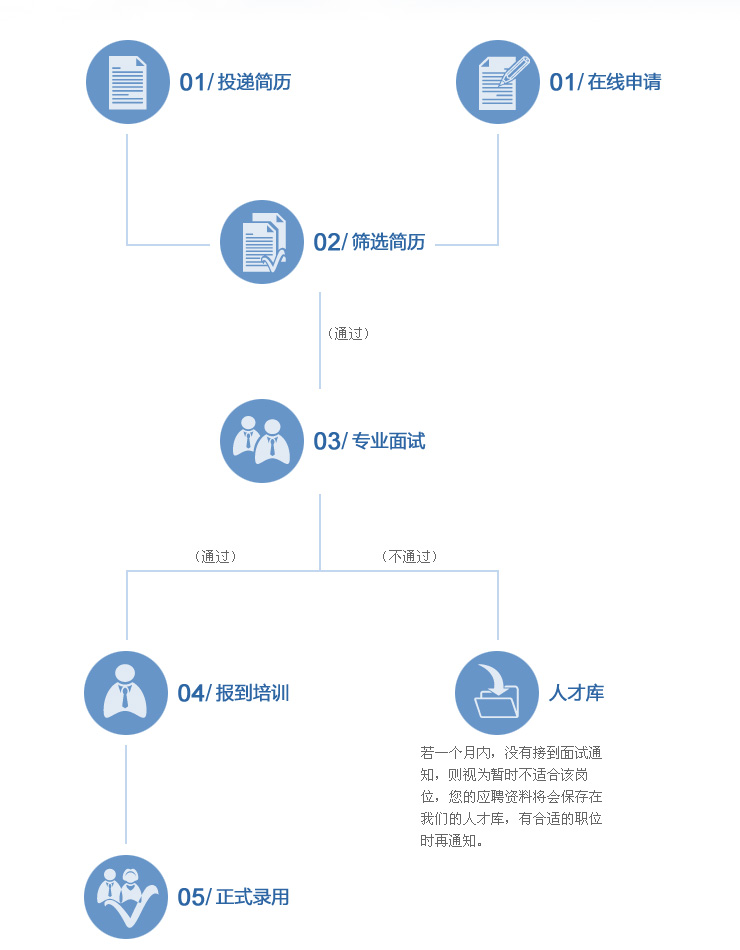 01/ 投递简历
01/ 在线申请
02/ 筛选简历
（通过）
03/ 专业面试
（通过）
（不通过）
04/ 报到培训
人才库
若一个月内，没有接到面试通
知，则视为暂时不适合该岗
位，您的应聘资料将会保存在
我们的人才库，有合适的职位
时再通知。
05/ 正式录用